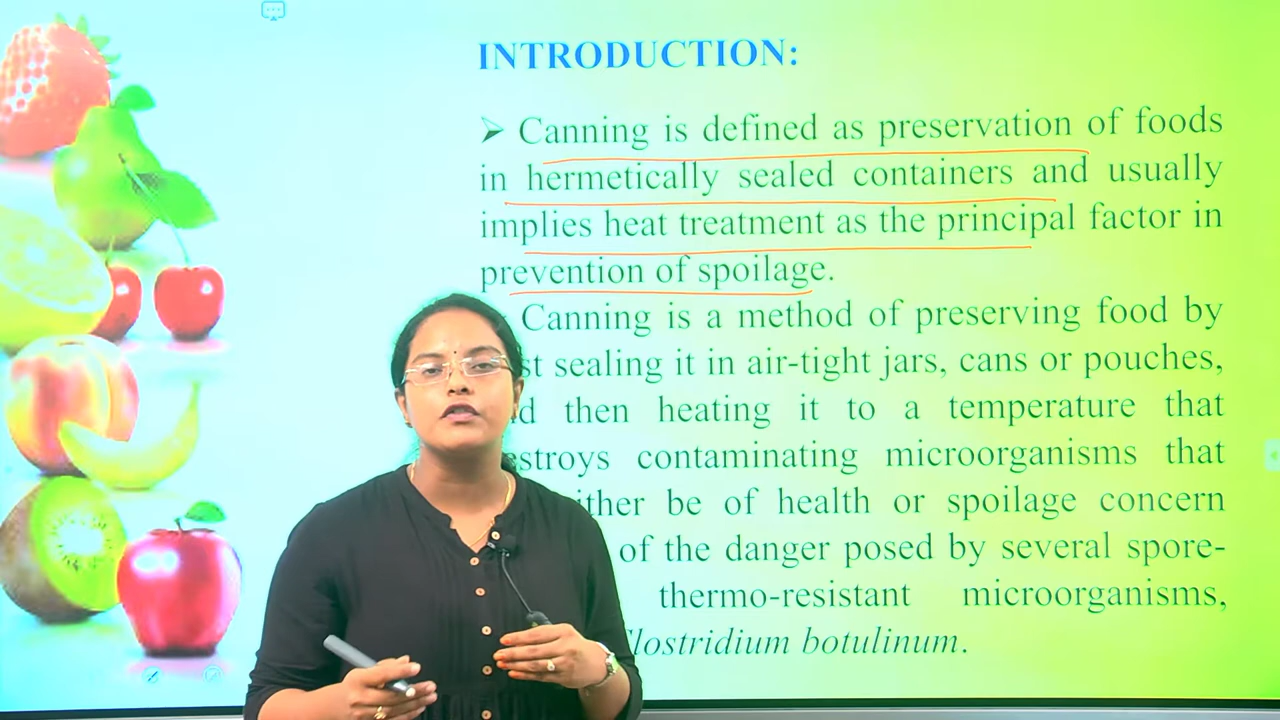 INTRODUCTION:
➤ Canning is defined as preservation of foods
in hermetically sealed containers and usually
implies heat treatment as the principal factor in
prevention of spoilage.
Canning is a method of preserving food by
sealing it in air-tight jars, cans or pouches,
then heating it to a temperature that
contaminating microorganisms that
be of health or spoilage concern
of the danger posed by several spore-
thermo-resistant microorganisms,
lostridium botulinum.